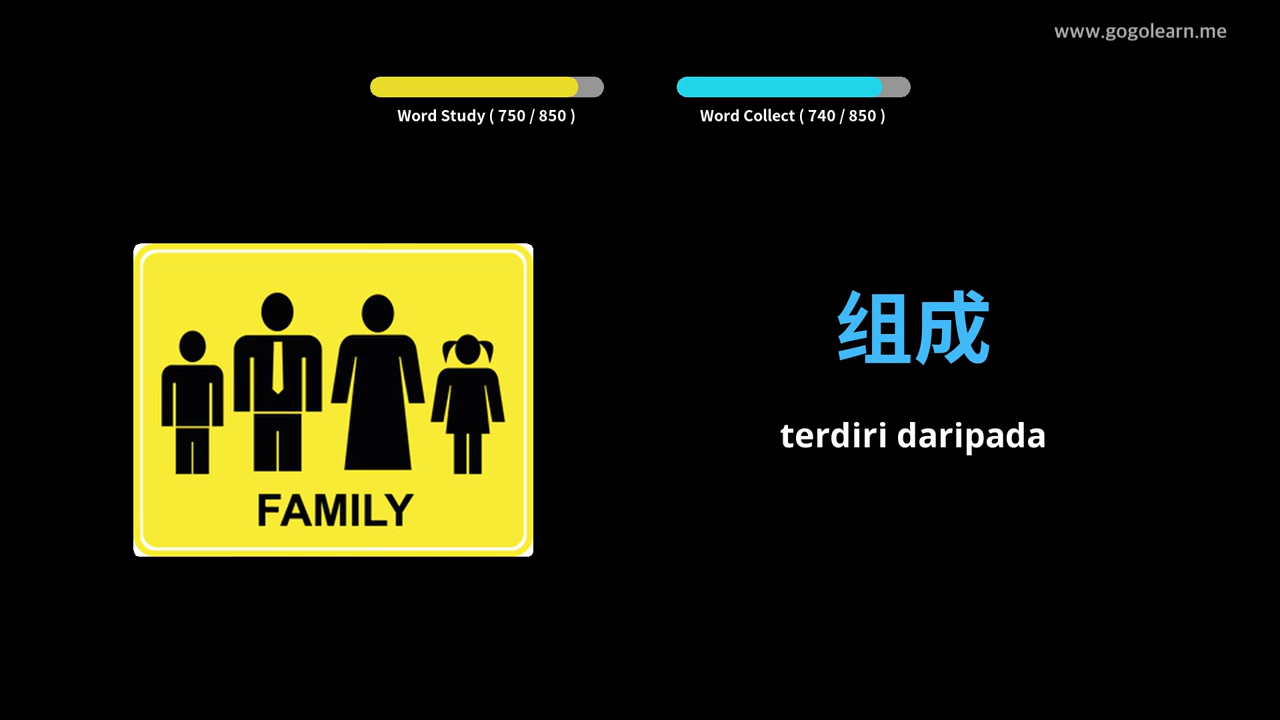 www.gogolearn.me
Word Study ( 750 / 850 )
Word Collect ( 740 / 850 )
FAMILY
组成
terdiri daripada